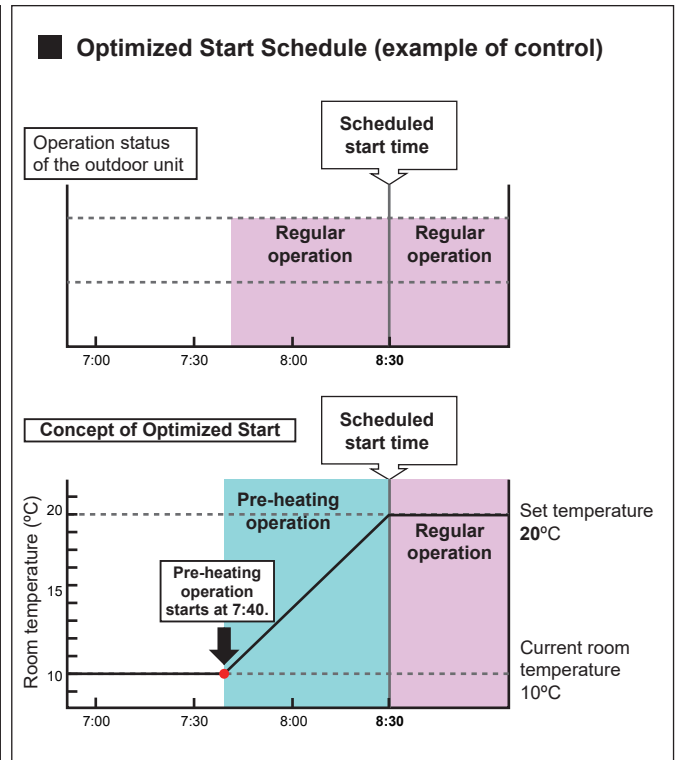 ■ Optimized Start Schedule (example of control)
Scheduled
start time
Operation status
of the outdoor unit
Regular
operation
Regular
operation
7:00
7:30
8:00
8:30
Concept of Optimized Start
Scheduled
start time
Room temperature (ºC)
20
15
10
Pre-heating
operation
Pre-heating
operation
starts at 7:40.
Regular
operation
Set temperature
20ºC
Current room
temperature
10ºC
7:00
7:30
8:00
8:30